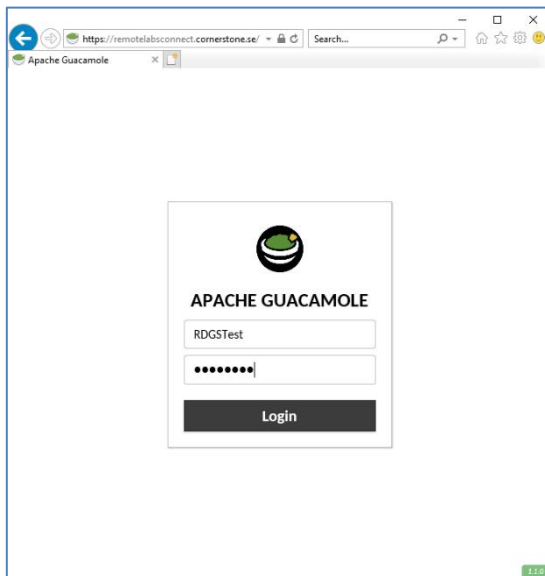 https://remotelabsconnect.cornerstone.se/
Search...
Apache Guacamole
APACHE GUACAMOLE
RDGSTest
••••••••
Login
1.1.0